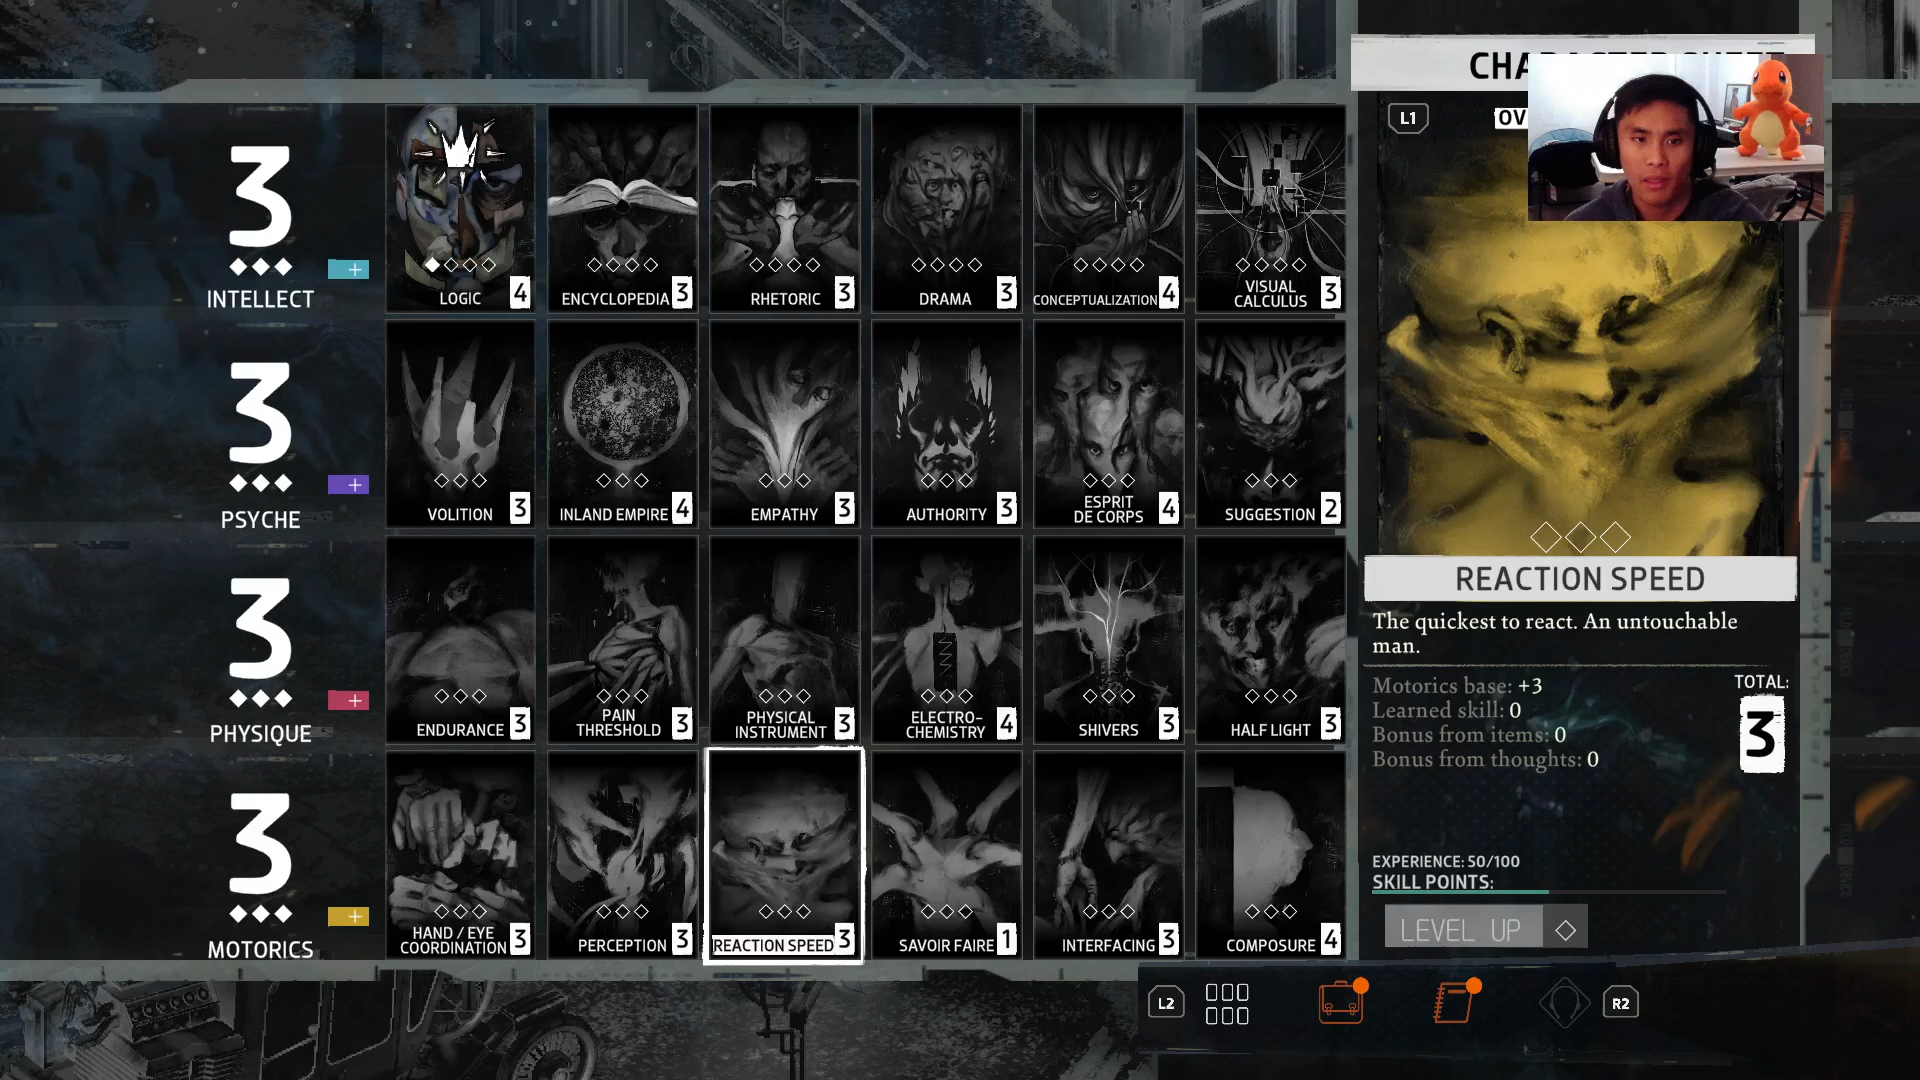 CHARACTER SHEET
L1
OV
3
INTELLECT
LOGIC 4
ENCYCLOPEDIA 3
RHETORIC 3
DRAMA 3
CONCEPTUALIZATION 4
VISUAL
CALCULUS 3
3
PSYCHE
VOLITION 3
INLAND EMPIRE 4
EMPATHY 3
AUTHORITY 3
ESPRIT
DE CORPS 4
SUGGESTION 2
3
PHYSIQUE
ENDURANCE 3
PAIN
THRESHOLD 3
PHYSICAL
INSTRUMENT 3
ELECTRO-
CHEMISTRY 4
SHIVERS 3
HALF LIGHT 3
3
MOTORICS
HAND / EYE
COORDINATION 3
PERCEPTION 3
REACTION SPEED 3
SAVOIR FAIRE 1
INTERFACING 3
COMPOSURE 4
REACTION SPEED
The quickest to react. An untouchable
man.
Motorics base: +3
Learned skill: 0
Bonus from items: 0
Bonus from thoughts: 0
TOTAL:
3
EXPERIENCE: 50/100
SKILL POINTS:
LEVEL UP
L2
R2